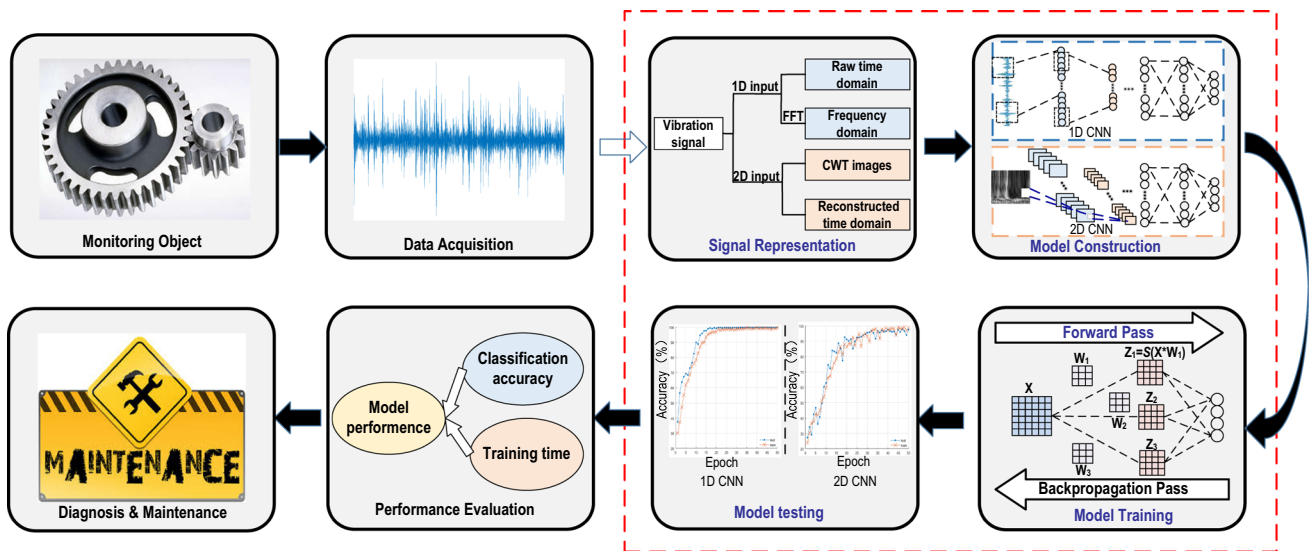 Monitoring Object
Data Acquisition
Vibration
signal
1D input
FFT
2D input
Raw time
domain
Frequency
domain
CWT images
Reconstructed
time domain
Signal Representation
1D CNN
2D CNN
Model Construction
Forward Pass
X
W₁
W₂
W₃
Z₁=S(X*W₁)
Z₂
Z₃
Backpropagation Pass
Model Training
Accuracy (%)
Epoch
1D CNN
Accuracy (%)
Epoch
2D CNN
Model testing
Classification
accuracy
Model
performence
Training time
Performance Evaluation
MAINTENANCE
Diagnosis & Maintenance